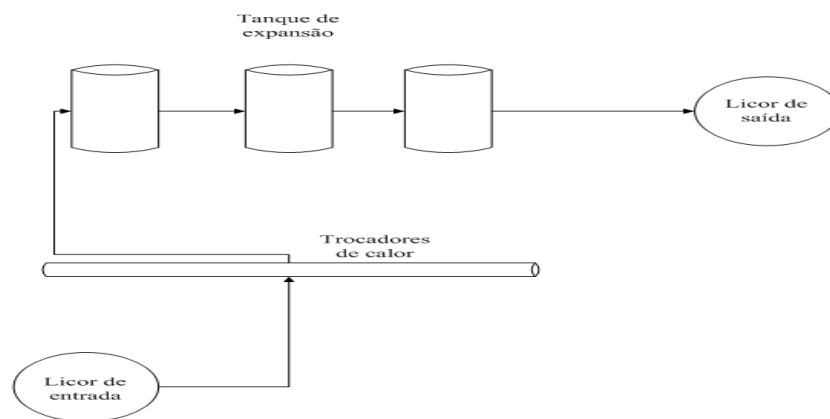 Tanque de
expansão
Licor de
saída
Trocadores
de calor
Licor de
entrada